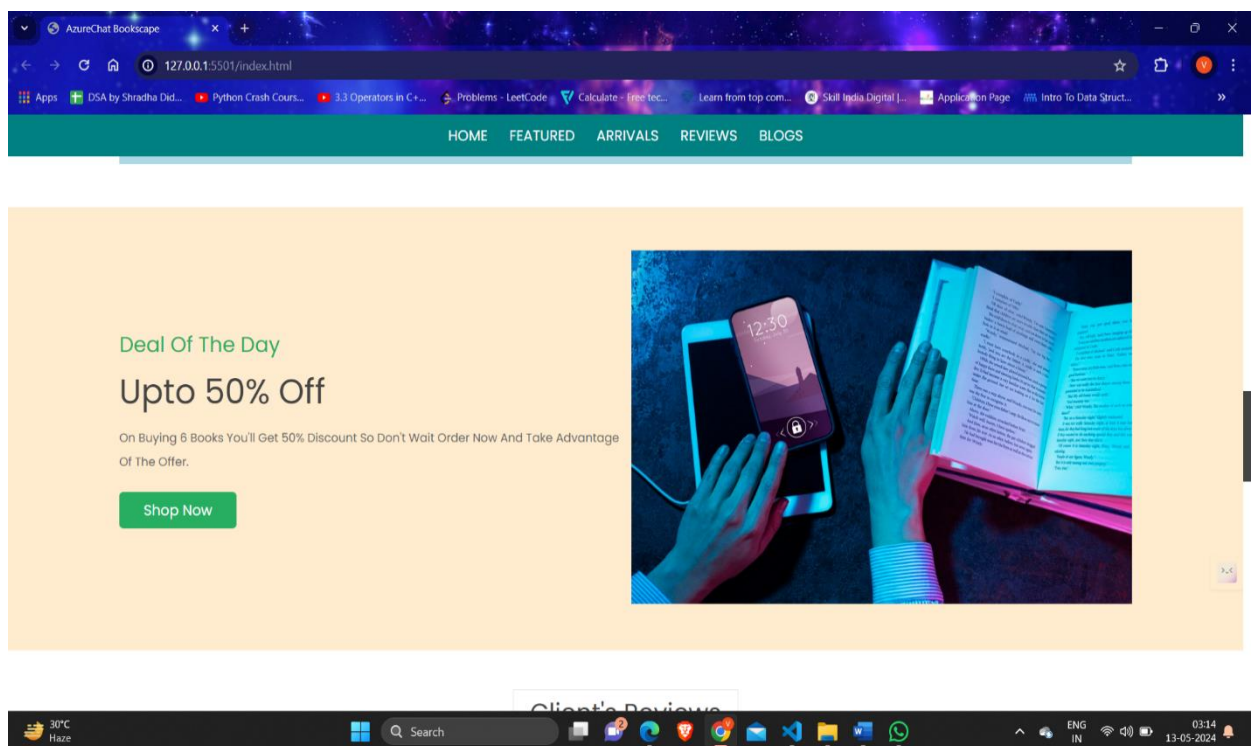 AzureChat Bookscape
127.0.0.1:5501/index.html
Apps DSA by Shradha Did... Python Crash Cours... 3.3 Operators in C+... Problems - LeetCode Calculate - Free tec... Learn from top com... Skill India Digital |... Application Page Intro To Data Struct...
HOME FEATURED ARRIVALS REVIEWS BLOGS
12:30
Deal Of The Day
Upto 50% Off
On Buying 6 Books You'll Get 50% Discount So Don't Wait Order Now And Take Advantage
Of The Offer.
Shop Now
Client's Reviews
30°C
Haze
Search
2
ENG
IN
03:14
13-05-2024